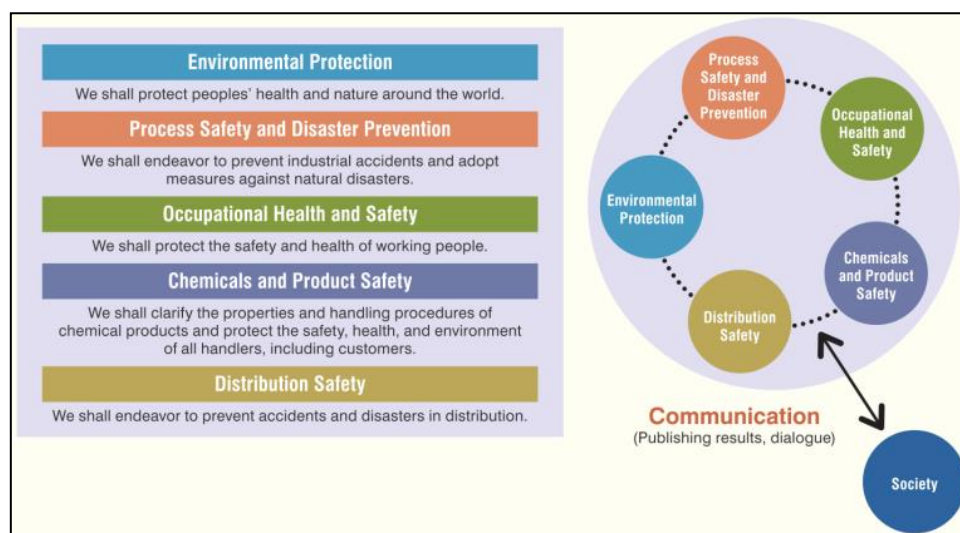 Environmental Protection
We shall protect peoples' health and nature around the world.
Process Safety and Disaster Prevention
We shall endeavor to prevent industrial accidents and adopt
measures against natural disasters.
Occupational Health and Safety
We shall protect the safety and health of working people.
Chemicals and Product Safety
We shall clarify the properties and handling procedures of
chemical products and protect the safety, health, and environment
of all handlers, including customers.
Distribution Safety
We shall endeavor to prevent accidents and disasters in distribution.
Process
Safety and
Disaster
Prevention
Occupational
Health and
Safety
Environmental
Protection
Chemicals
and Product
Safety
Distribution
Safety
Communication
(Publishing results, dialogue)
Society